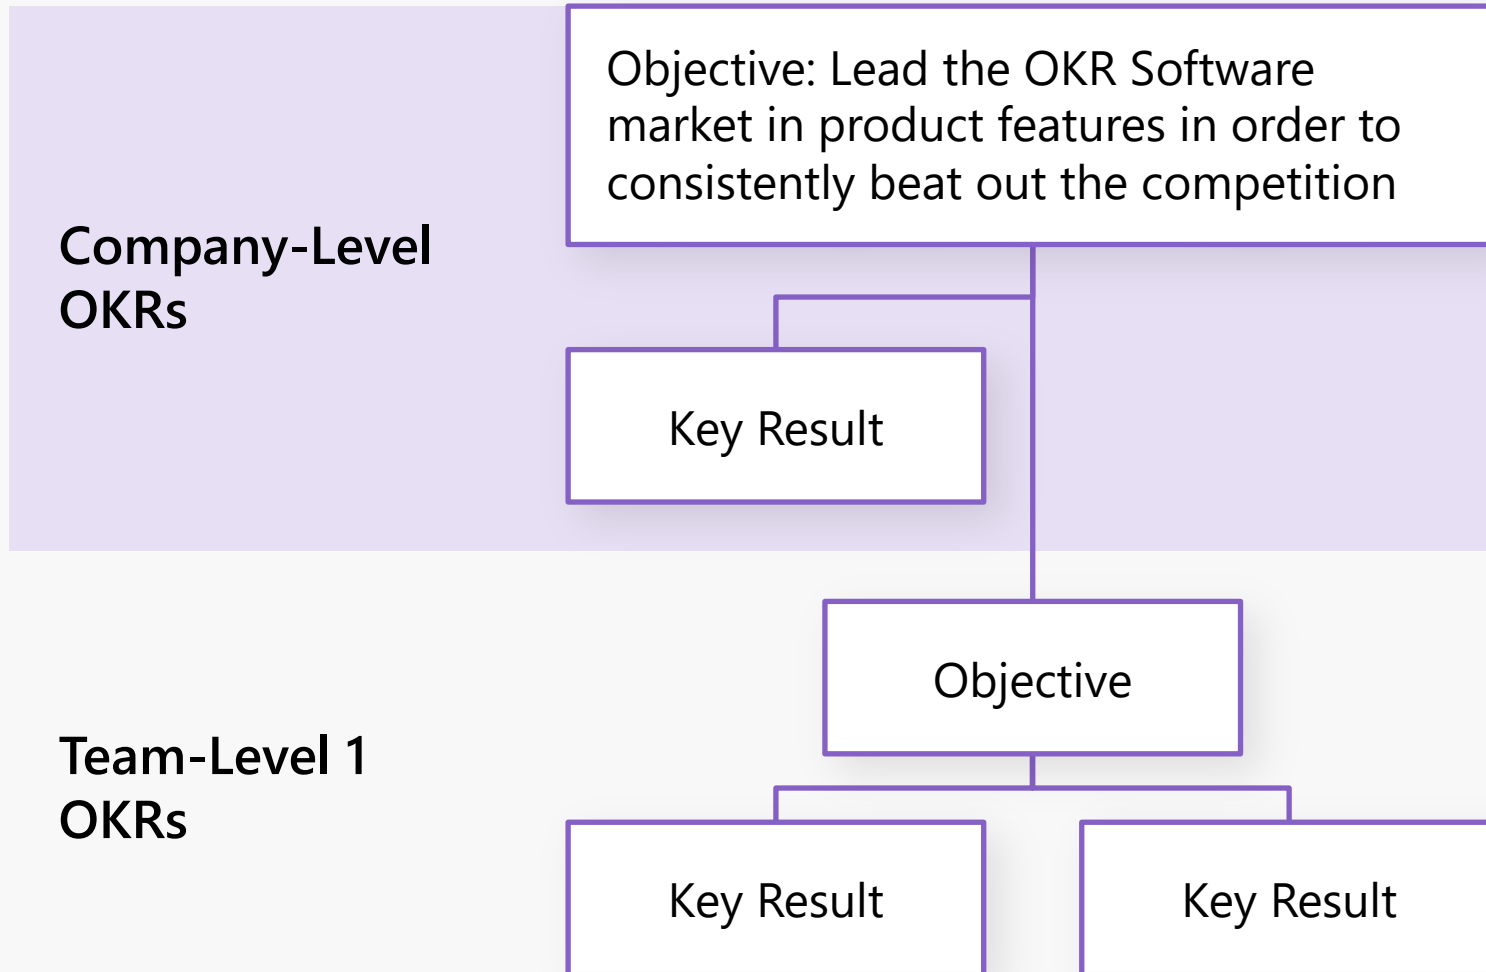 Objective: Lead the OKR Software
market in product features in order to
consistently beat out the competition
Company-Level
OKRs
Key Result
Objective
Team-Level 1
OKRs
Key Result
Key Result